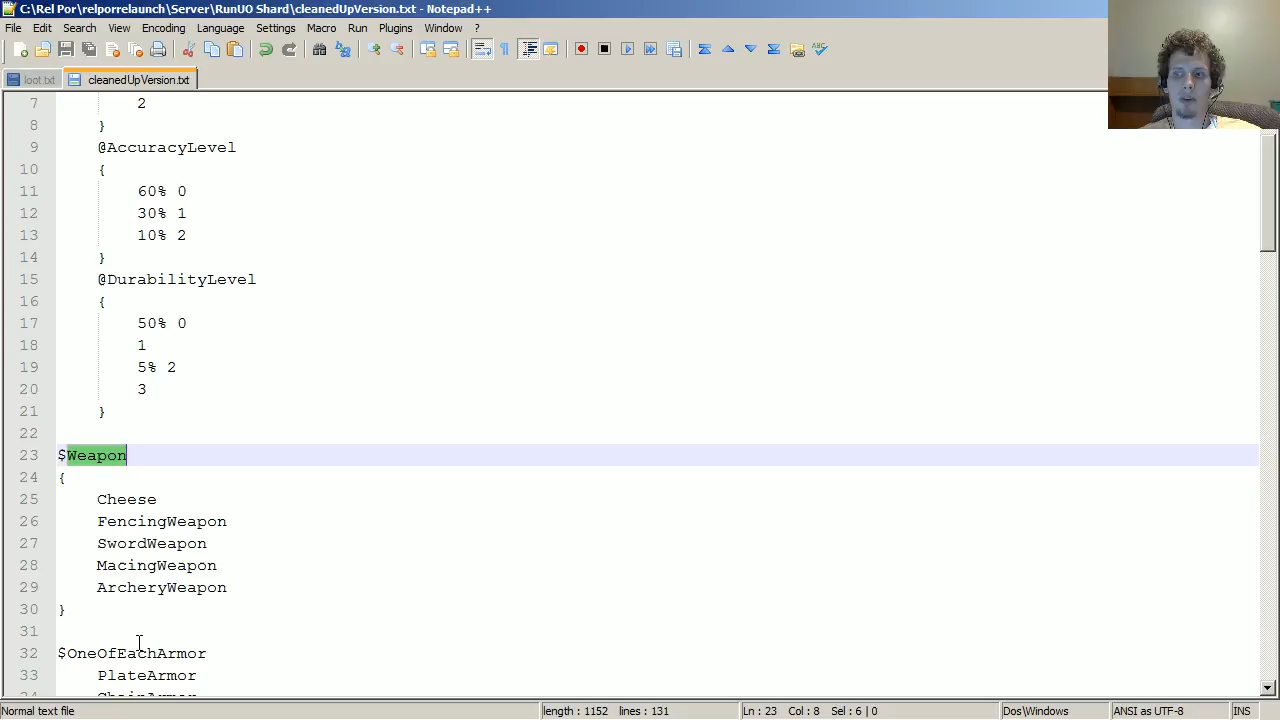 C:\Rel Por\relporrelaunch\Server\RunUO Shard\cleanedUpVersion.txt - Notepad++
File Edit Search View Encoding Language Settings Macro Run Plugins Window ?
loot.txt cleanedUpVersion.txt
7 2
8 }
9 @AccuracyLevel
10 {
11 60% 0
12 30% 1
13 10% 2
14 }
15 @DurabilityLevel
16 {
17 50% 0
18 1
19 5% 2
20 3
21 }
22
23 $Weapon
24 {
25 Cheese
26 FencingWeapon
27 SwordWeapon
28 MacingWeapon
29 ArcheryWeapon
30 }
31
32 $OneOfEachArmor
33 PlateArmor
34 ChainArmor
Normal text file length : 1152 lines : 131 Ln : 23 Col : 8 Sel : 6 | 0 Dos\Windows ANSI as UTF-8 INS